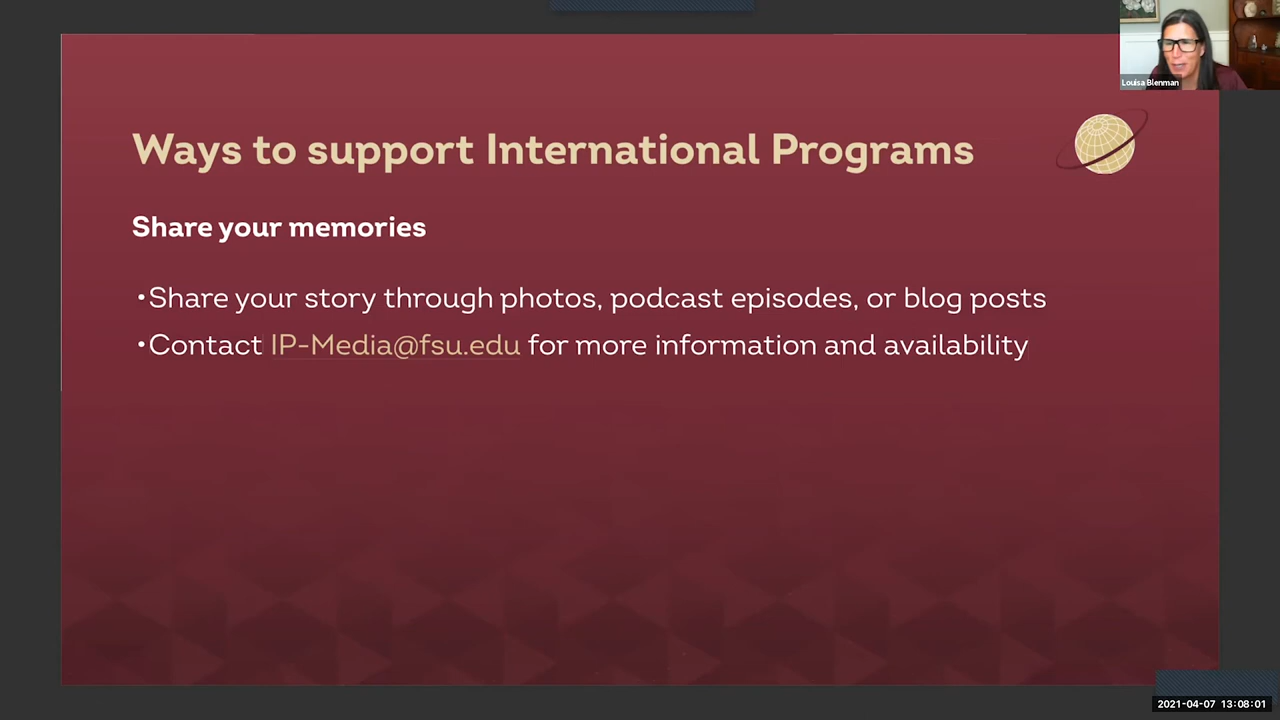 Louisa Blenman
Ways to support International Programs
Share your memories
•Share your story through photos, podcast episodes, or blog posts
•Contact IP-Media@fsu.edu for more information and availability
2021-04-07 13:08:01